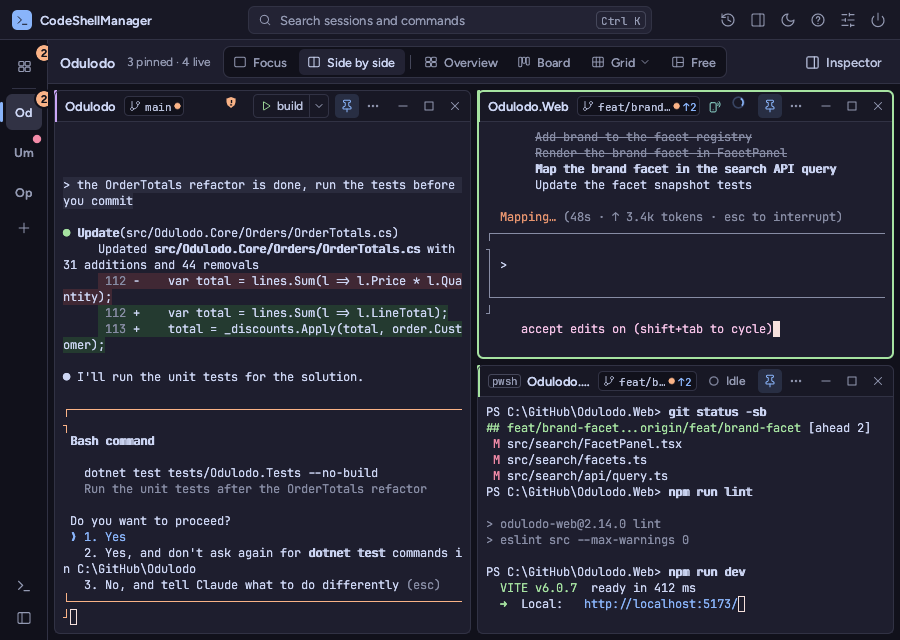 CodeShellManager
Search sessions and commands
Ctrl K
2
Odulodo
3 pinned · 4 live
Focus
Side by side
Overview
Board
Grid
Free
Inspector
2
Od
Um
Op
Odulodo
main
build
> the OrderTotals refactor is done, run the tests before
you commit
Update(src/Odulodo.Core/Orders/OrderTotals.cs)
Updated src/Odulodo.Core/Orders/OrderTotals.cs with
31 additions and 44 removals
112 -    var total = lines.Sum(l => l.Price * l.Qua
ntity);
112 +    var total = lines.Sum(l => l.LineTotal);
113 +    total = _discounts.Apply(total, order.Cust
omer);
I'll run the unit tests for the solution.
Bash command
dotnet test tests/Odulodo.Tests --no-build
Run the unit tests after the OrderTotals refactor
Do you want to proceed?
❯ 1. Yes
2. Yes, and don't ask again for dotnet test commands i
n C:\GitHub\Odulodo
3. No, and tell Claude what to do differently (esc)
Odulodo.Web
feat/brand… ↑2
Add brand to the facet registry
Render the brand facet in FacetPanel
Map the brand facet in the search API query
Update the facet snapshot tests
Mapping… (48s · ↑ 3.4k tokens · esc to interrupt)
>
accept edits on (shift+tab to cycle)
pwsh
Odulodo....
feat/b… ↑2
Idle
PS C:\GitHub\Odulodo.Web> git status -sb
## feat/brand-facet...origin/feat/brand-facet [ahead 2]
M src/search/FacetPanel.tsx
M src/search/facets.ts
M src/search/api/query.ts
PS C:\GitHub\Odulodo.Web> npm run lint
> odulodo-web@2.14.0 lint
> eslint src --max-warnings 0
PS C:\GitHub\Odulodo.Web> npm run dev
VITE v6.0.7  ready in 412 ms
➜  Local:   http://localhost:5173/